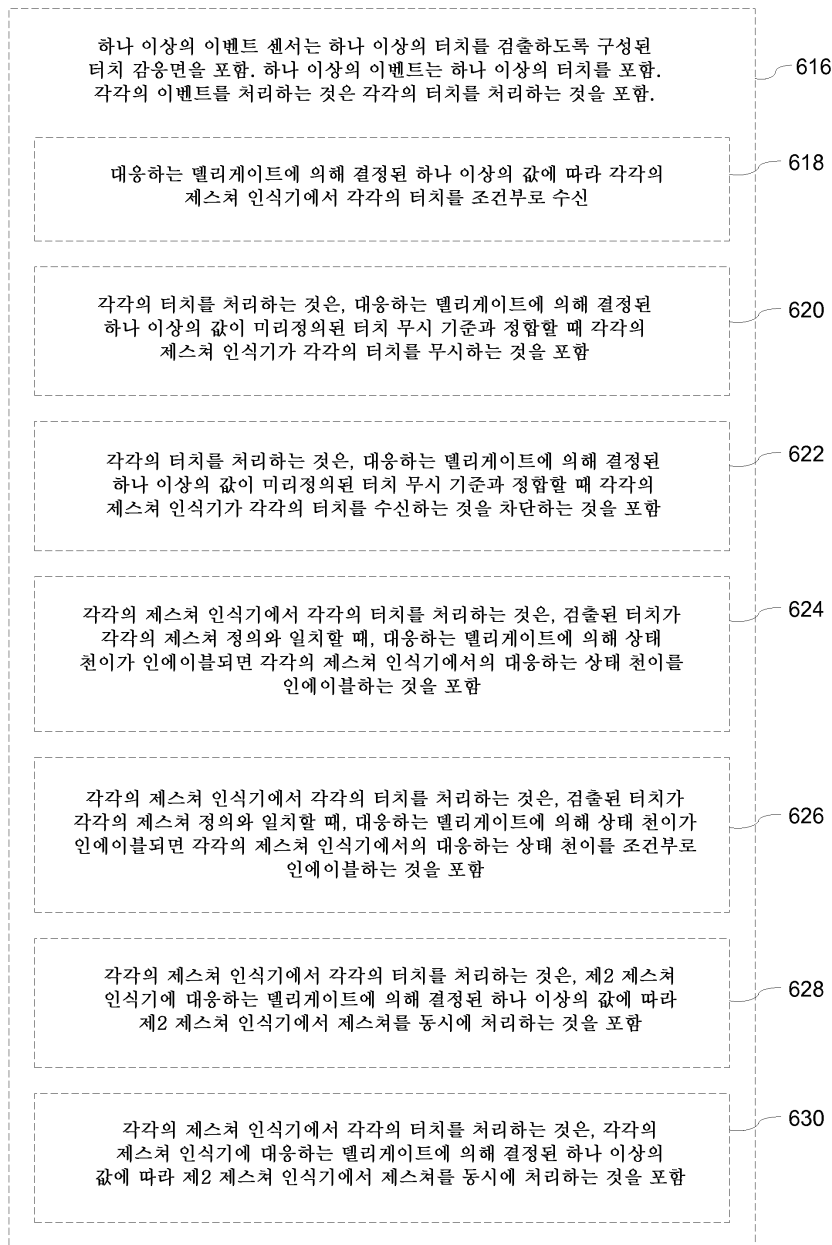 하나 이상의 이벤트 센서는 하나 이상의 터치를 검출하도록 구성된
터치 감응면을 포함. 하나 이상의 이벤트는 하나 이상의 터치를 포함.
각각의 이벤트를 처리하는 것은 각각의 터치를 처리하는 것을 포함.
616
대응하는 델리게이트에 의해 결정된 하나 이상의 값에 따라 각각의
제스쳐 인식기에서 각각의 터치를 조건부로 수신
618
각각의 터치를 처리하는 것은, 대응하는 델리게이트에 의해 결정된
하나 이상의 값이 미리정의된 터치 무시 기준과 정합할 때 각각의
제스쳐 인식기가 각각의 터치를 무시하는 것을 포함
620
각각의 터치를 처리하는 것은, 대응하는 델리게이트에 의해 결정된
하나 이상의 값이 미리정의된 터치 무시 기준과 정합할 때 각각의
제스쳐 인식기가 각각의 터치를 수신하는 것을 차단하는 것을 포함
622
각각의 제스쳐 인식기에서 각각의 터치를 처리하는 것은, 검출된 터치가
각각의 제스쳐 정의와 일치할 때, 대응하는 델리게이트에 의해 상태
천이가 인에이블되면 각각의 제스쳐 인식기에서의 대응하는 상태 천이를
인에이블하는 것을 포함
624
각각의 제스쳐 인식기에서 각각의 터치를 처리하는 것은, 검출된 터치가
각각의 제스쳐 정의와 일치할 때, 대응하는 델리게이트에 의해 상태 천이가
인에이블되면 각각의 제스쳐 인식기에서의 대응하는 상태 천이를 조건부로
인에이블하는 것을 포함
626
각각의 제스쳐 인식기에서 각각의 터치를 처리하는 것은, 제2 제스쳐
인식기에 대응하는 델리게이트에 의해 결정된 하나 이상의 값에 따라
제2 제스쳐 인식기에서 제스쳐를 동시에 처리하는 것을 포함
628
각각의 제스쳐 인식기에서 각각의 터치를 처리하는 것은, 각각의
제스쳐 인식기에 대응하는 델리게이트에 의해 결정된 하나 이상의
값에 따라 제2 제스쳐 인식기에서 제스쳐를 동시에 처리하는 것을 포함
630